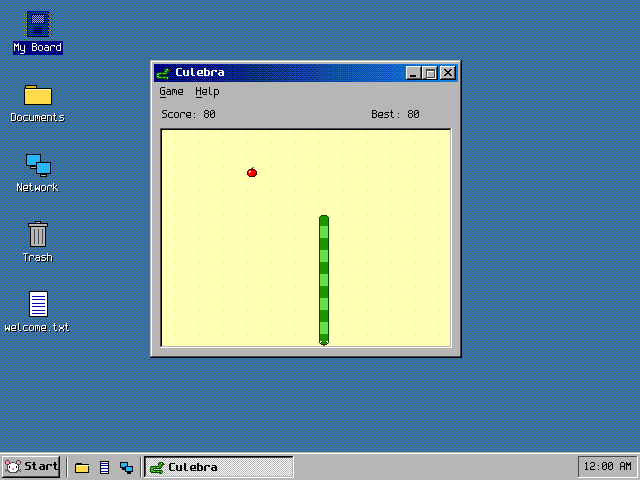 My Board
Documents
Network
Trash
welcome.txt
Culebra
Game Help
Score: 80 Best: 80
Start
Culebra
12:00 AM